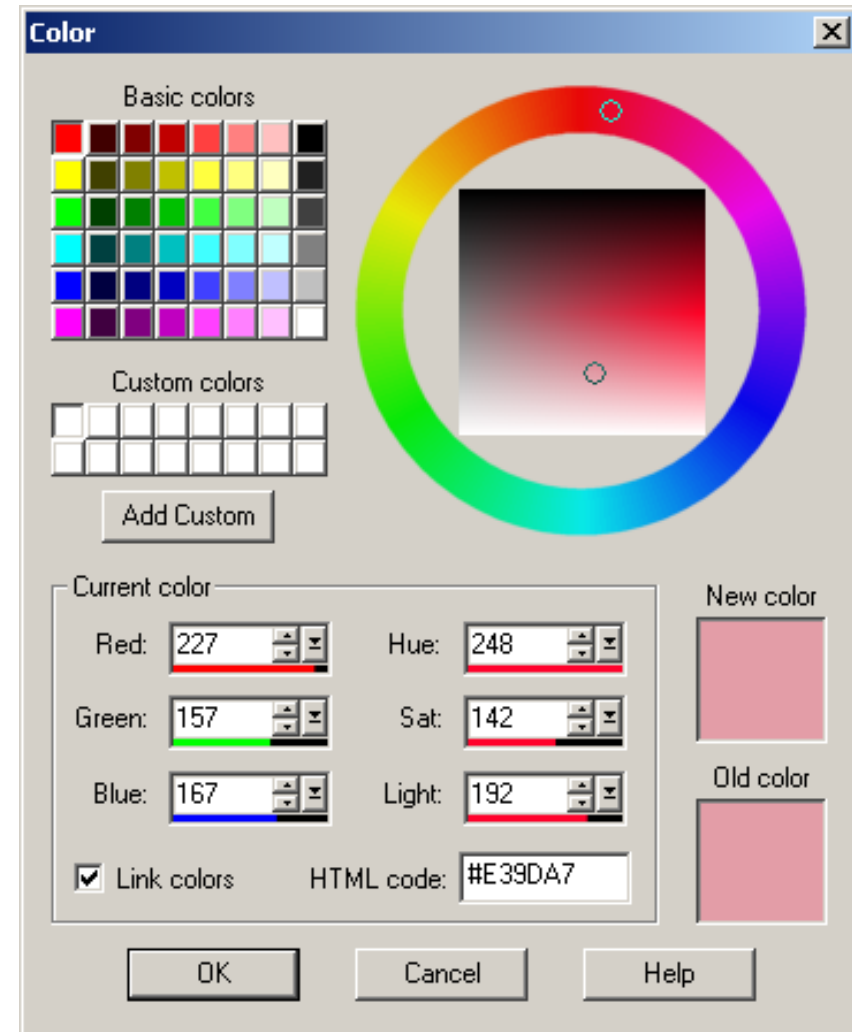 Color
Basic colors
Custom colors
Add Custom
Current color
Red: 227
Hue: 248
Green: 157
Sat: 142
Blue: 167
Light: 192
Link colors
HTML code: #E39DA7
New color
Old color
OK
Cancel
Help